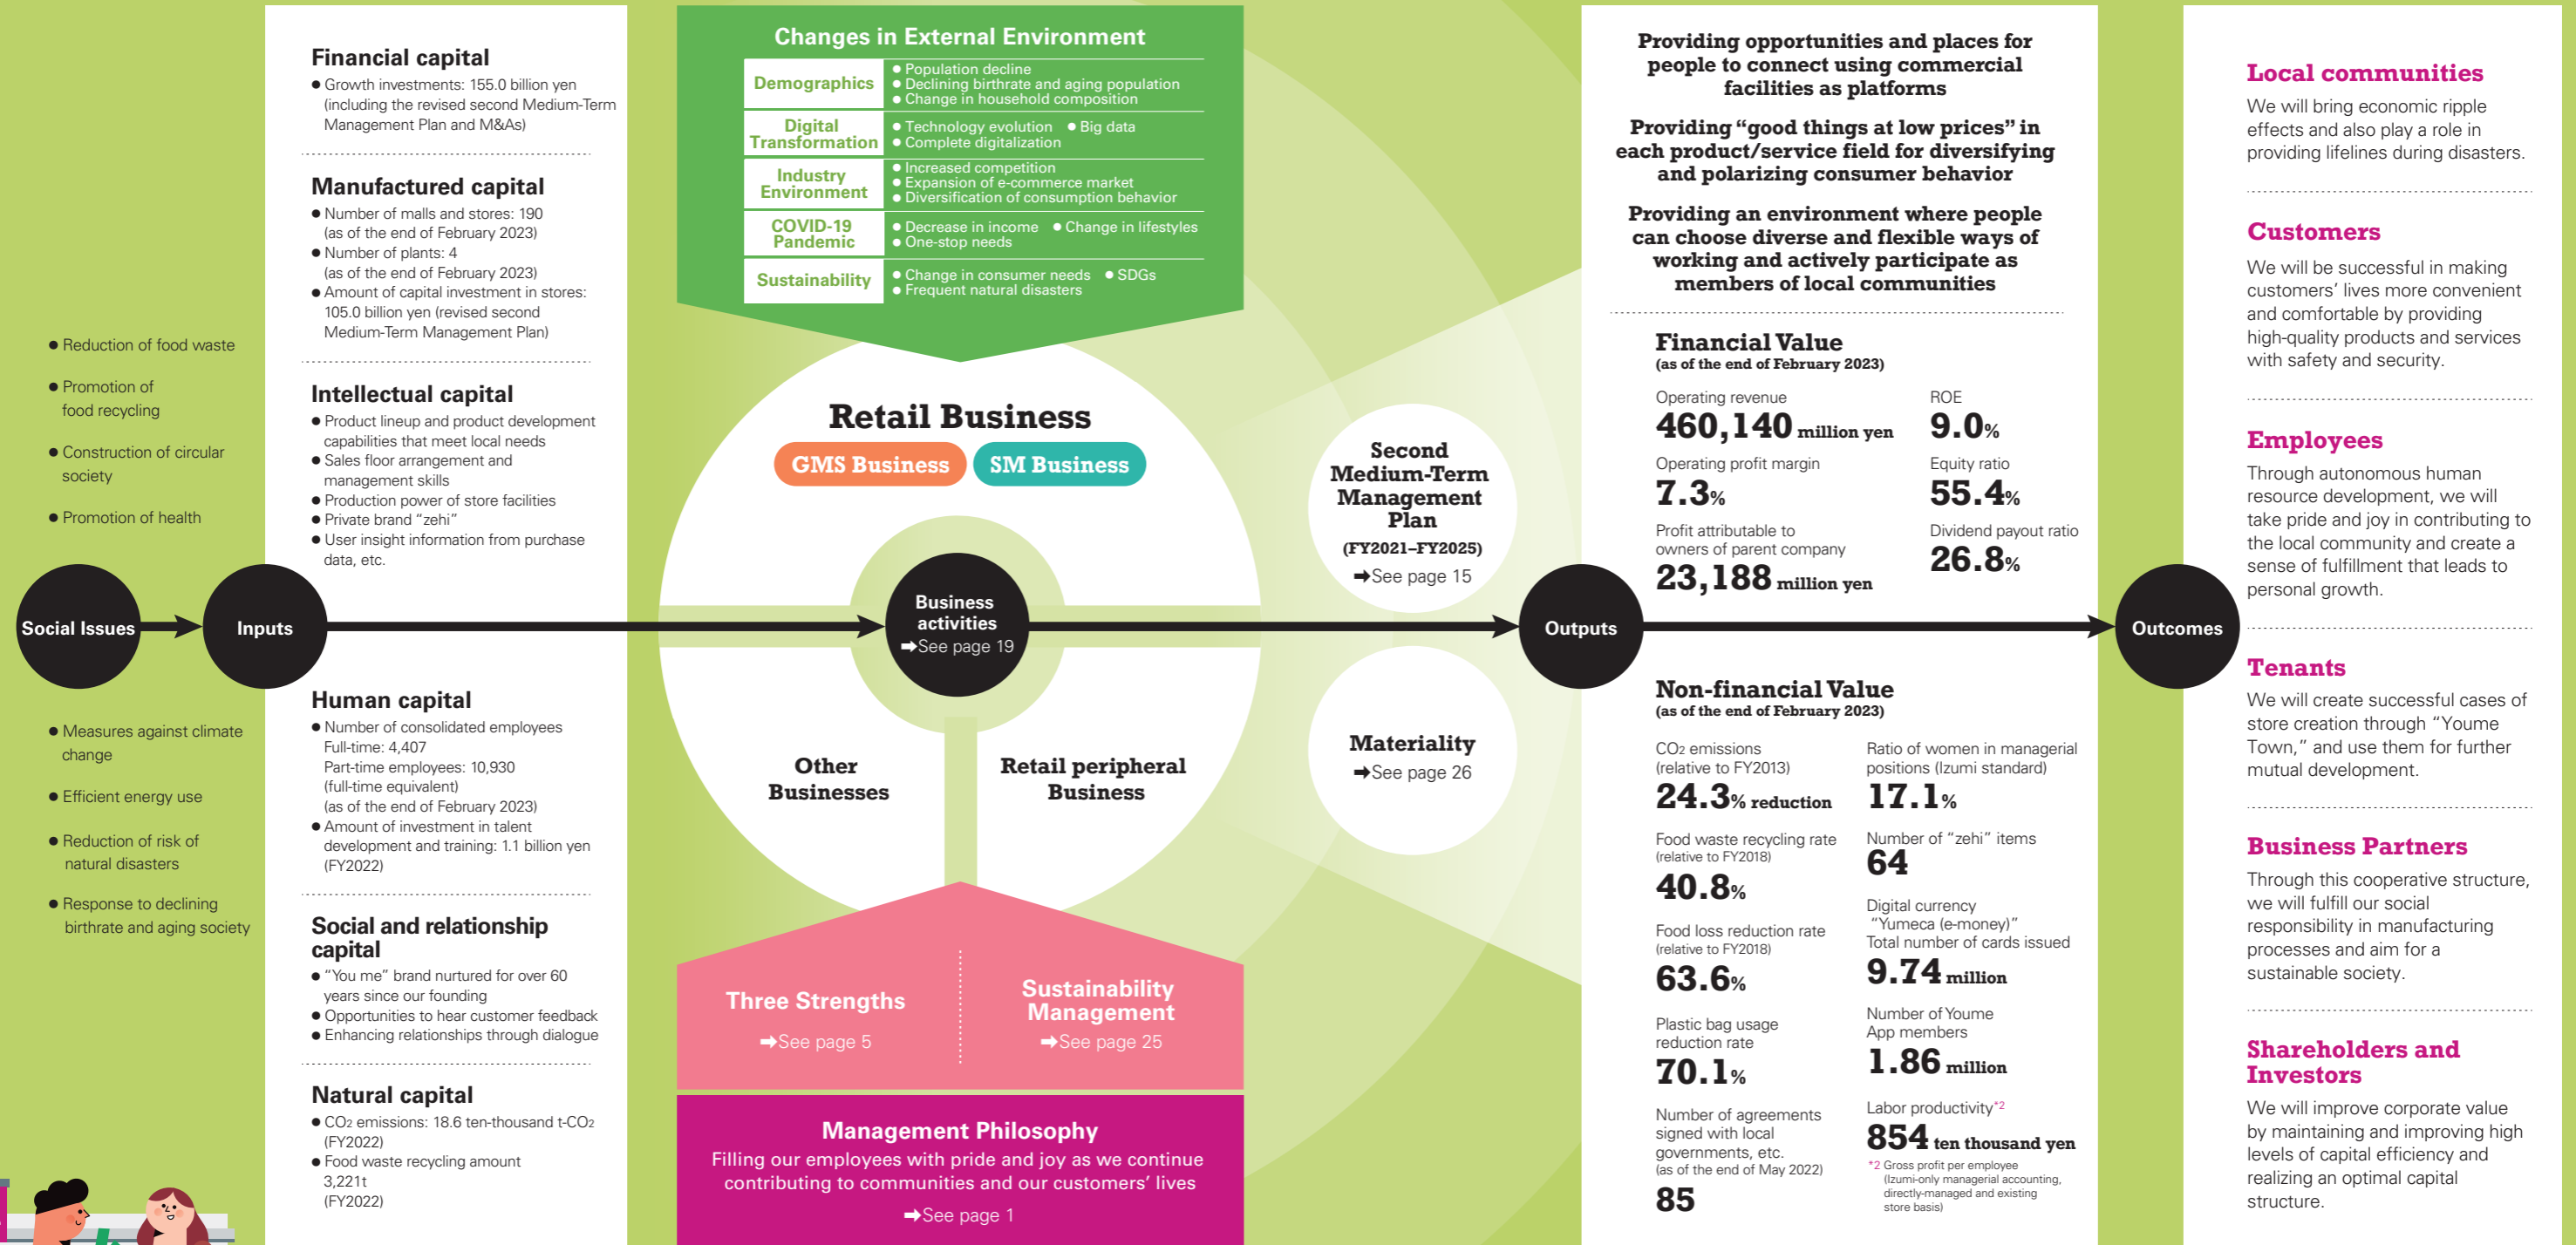 ● Reduction of food waste
● Promotion of
food recycling
● Construction of circular
society
● Promotion of health
Social Issues
● Measures against climate
change
● Efficient energy use
● Reduction of risk of
natural disasters
● Response to declining
birthrate and aging society
Inputs
Financial capital
● Growth investments: 155.0 billion yen
(including the revised second Medium-Term
Management Plan and M&As)
Manufactured capital
● Number of malls and stores: 190
(as of the end of February 2023)
● Number of plants: 4
(as of the end of February 2023)
● Amount of capital investment in stores:
105.0 billion yen (revised second
Medium-Term Management Plan)
Intellectual capital
● Product lineup and product development
capabilities that meet local needs
● Sales floor arrangement and
management skills
● Production power of store facilities
● Private brand “zehi”
● User insight information from purchase
data, etc.
Human capital
● Number of consolidated employees
Full-time: 4,407
Part-time employees: 10,930
(full-time equivalent)
(as of the end of February 2023)
● Amount of investment in talent
development and training: 1.1 billion yen
(FY2022)
Social and relationship
capital
● “You me” brand nurtured for over 60
years since our founding
● Opportunities to hear customer feedback
● Enhancing relationships through dialogue
Natural capital
● CO2 emissions: 18.6 ten-thousand t-CO2
(FY2022)
● Food waste recycling amount
3,221t
(FY2022)
Changes in External Environment
Demographics
● Population decline
● Declining birthrate and aging population
● Change in household composition
Digital
Transformation
● Technology evolution ● Big data
● Complete digitalization
Industry
Environment
● Increased competition
● Expansion of e-commerce market
● Diversification of consumption behavior
COVID-19
Pandemic
● Decrease in income ● Change in lifestyles
● One-stop needs
Sustainability
● Change in consumer needs ● SDGs
● Frequent natural disasters
Retail Business
GMS Business SM Business
Business
activities
➡See page 19
Other
Businesses
Retail peripheral
Business
Three Strengths
➡See page 5
Sustainability
Management
➡See page 25
Management Philosophy
Filling our employees with pride and joy as we continue
contributing to communities and our customers’ lives
➡See page 1
Second
Medium-Term
Management
Plan
(FY2021–FY2025)
➡See page 15
Materiality
➡See page 26
Outputs
Providing opportunities and places for
people to connect using commercial
facilities as platforms
Providing “good things at low prices” in
each product/service field for diversifying
and polarizing consumer behavior
Providing an environment where people
can choose diverse and flexible ways of
working and actively participate as
members of local communities
Financial Value
(as of the end of February 2023)
Operating revenue
460,140 million yen
Operating profit margin
7.3%
Profit attributable to
owners of parent company
23,188 million yen
ROE
9.0%
Equity ratio
55.4%
Dividend payout ratio
26.8%
Non-financial Value
(as of the end of February 2023)
CO2 emissions
(relative to FY2013)
24.3% reduction
Food waste recycling rate
(relative to FY2018)
40.8%
Food loss reduction rate
(relative to FY2018)
63.6%
Plastic bag usage
reduction rate
70.1%
Number of agreements
signed with local
governments, etc.
(as of the end of May 2022)
85
Ratio of women in managerial
positions (Izumi standard)
17.1%
Number of “zehi” items
64
Digital currency
“Yumeca (e-money)”
Total number of cards issued
9.74 million
Number of Youme
App members
1.86 million
Labor productivity*2
854 ten thousand yen
*2 Gross profit per employee
(Izumi-only managerial accounting,
directly-managed and existing
store basis)
Outcomes
Local communities
We will bring economic ripple
effects and also play a role in
providing lifelines during disasters.
Customers
We will be successful in making
customers’ lives more convenient
and comfortable by providing
high-quality products and services
with safety and security.
Employees
Through autonomous human
resource development, we will
take pride and joy in contributing to
the local community and create a
sense of fulfillment that leads to
personal growth.
Tenants
We will create successful cases of
store creation through “Youme
Town,” and use them for further
mutual development.
Business Partners
Through this cooperative structure,
we will fulfill our social
responsibility in manufacturing
processes and aim for a
sustainable society.
Shareholders and
Investors
We will improve corporate value
by maintaining and improving high
levels of capital efficiency and
realizing an optimal capital
structure.